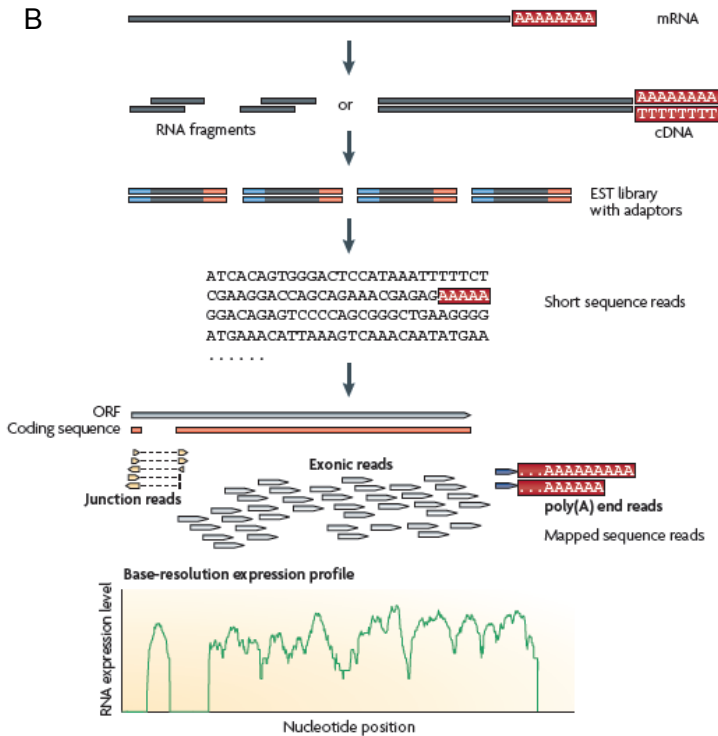 B
AAAAAAAA
mRNA
RNA fragments
or
AAAAAAAA
TTTTTTTT
cDNA
EST library
with adaptors
ATCACAGTGGGACTCCATAAATTTTTCT
CGAAGGACCAGCAGAAACGAGAGAAAAA
GGACAGAGTCCCCAGCGGGCTGAAGGGG
ATGAAACATTAAAGTCAAACAATATGAA
......
Short sequence reads
ORF
Coding sequence
Junction reads
Exonic reads
...AAAAAAAAA
...AAAAAA
poly(A) end reads
Mapped sequence reads
Base-resolution expression profile
RNA expression level
Nucleotide position